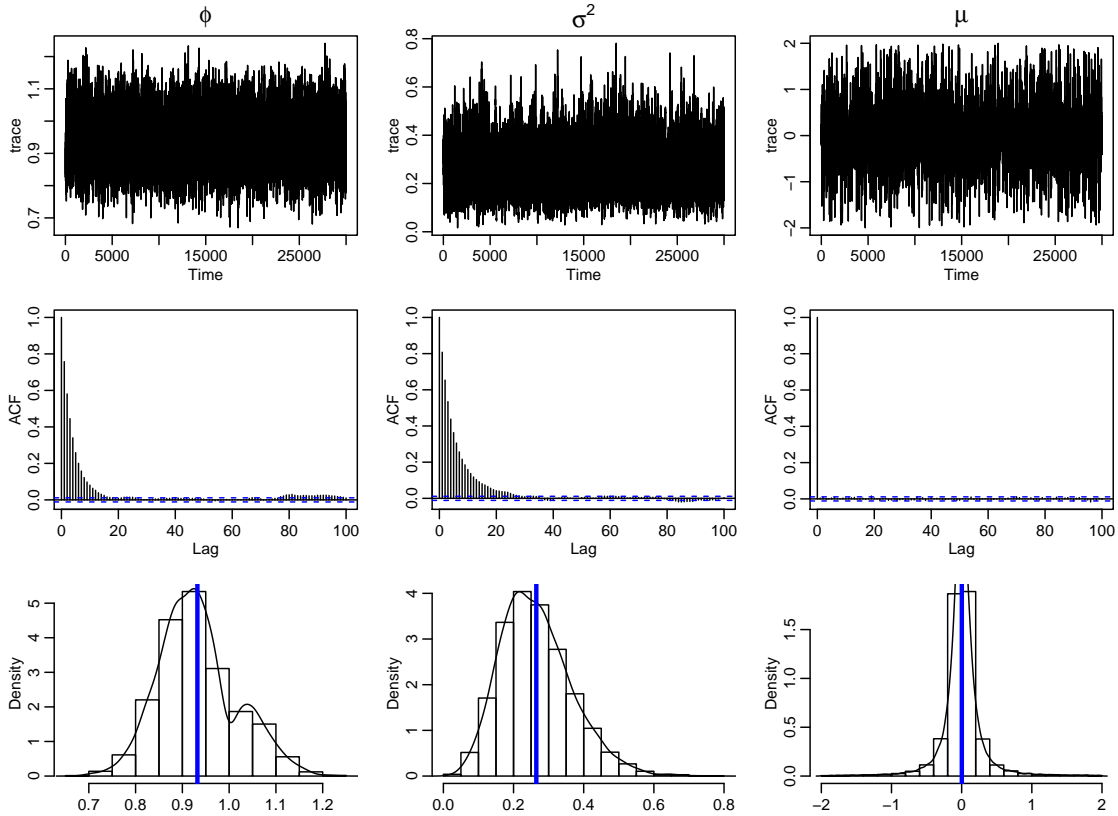 ϕ
σ²
μ
trace
0.7 0.9 1.1
0 5000 15000 25000
Time
trace
0.0 0.2 0.4 0.6 0.8
0 5000 15000 25000
Time
trace
−2 −1 0 1 2
0 5000 15000 25000
Time
ACF
0.0 0.2 0.4 0.6 0.8 1.0
0 20 40 60 80 100
Lag
ACF
0.0 0.2 0.4 0.6 0.8 1.0
0 20 40 60 80 100
Lag
ACF
0.0 0.2 0.4 0.6 0.8 1.0
0 20 40 60 80 100
Lag
Density
0 1 2 3 4 5
0.7 0.8 0.9 1.0 1.1 1.2
Density
0 1 2 3 4
0.0 0.2 0.4 0.6 0.8
Density
0.0 0.5 1.0 1.5
−2 −1 0 1 2